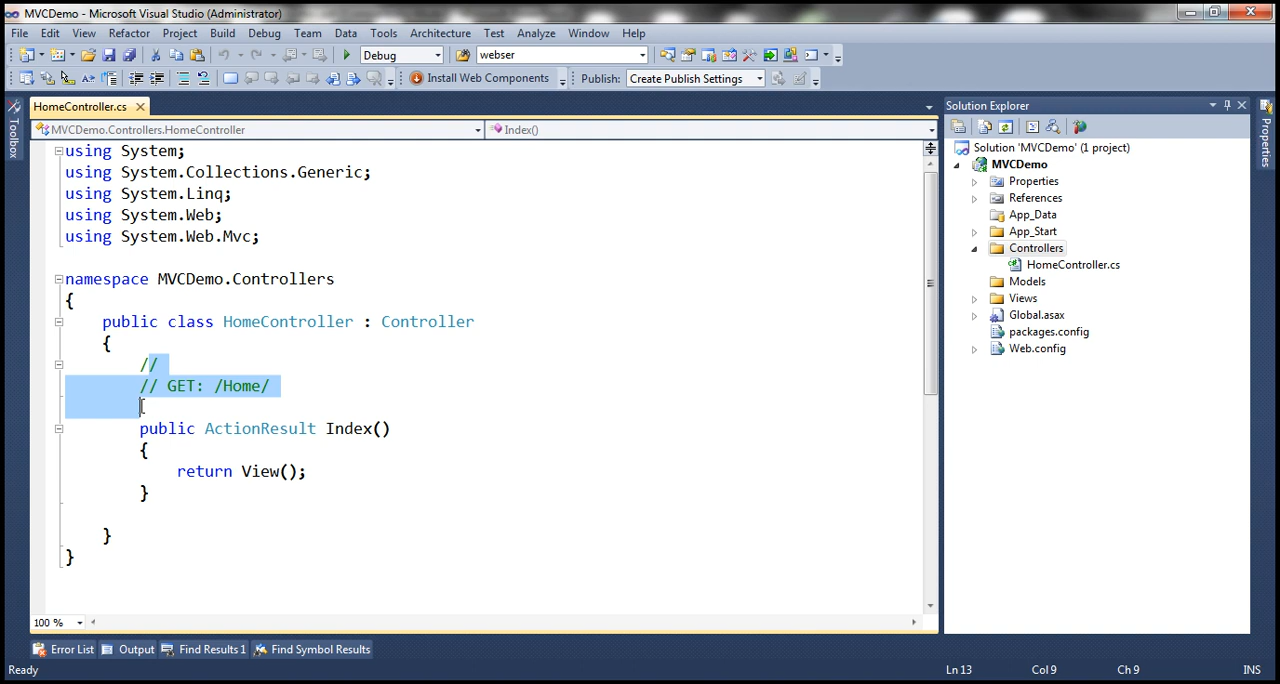 MVCDemo - Microsoft Visual Studio (Administrator)
File Edit View Refactor Project Build Debug Team Data Tools Architecture Test Analyze Window Help
Debug webser
Install Web Components Publish: Create Publish Settings
Toolbox
HomeController.cs
MVCDemo.Controllers.HomeController Index()
using System;
using System.Collections.Generic;
using System.Linq;
using System.Web;
using System.Web.Mvc;
namespace MVCDemo.Controllers
{
public class HomeController : Controller
{
//
// GET: /Home/
public ActionResult Index()
{
return View();
}
}
}
100 %
Solution Explorer
Solution 'MVCDemo' (1 project)
MVCDemo
Properties
References
App_Data
App_Start
Controllers
HomeController.cs
Models
Views
Global.asax
packages.config
Web.config
Properties
Error List Output Find Results 1 Find Symbol Results
Ready Ln 13 Col 9 Ch 9 INS